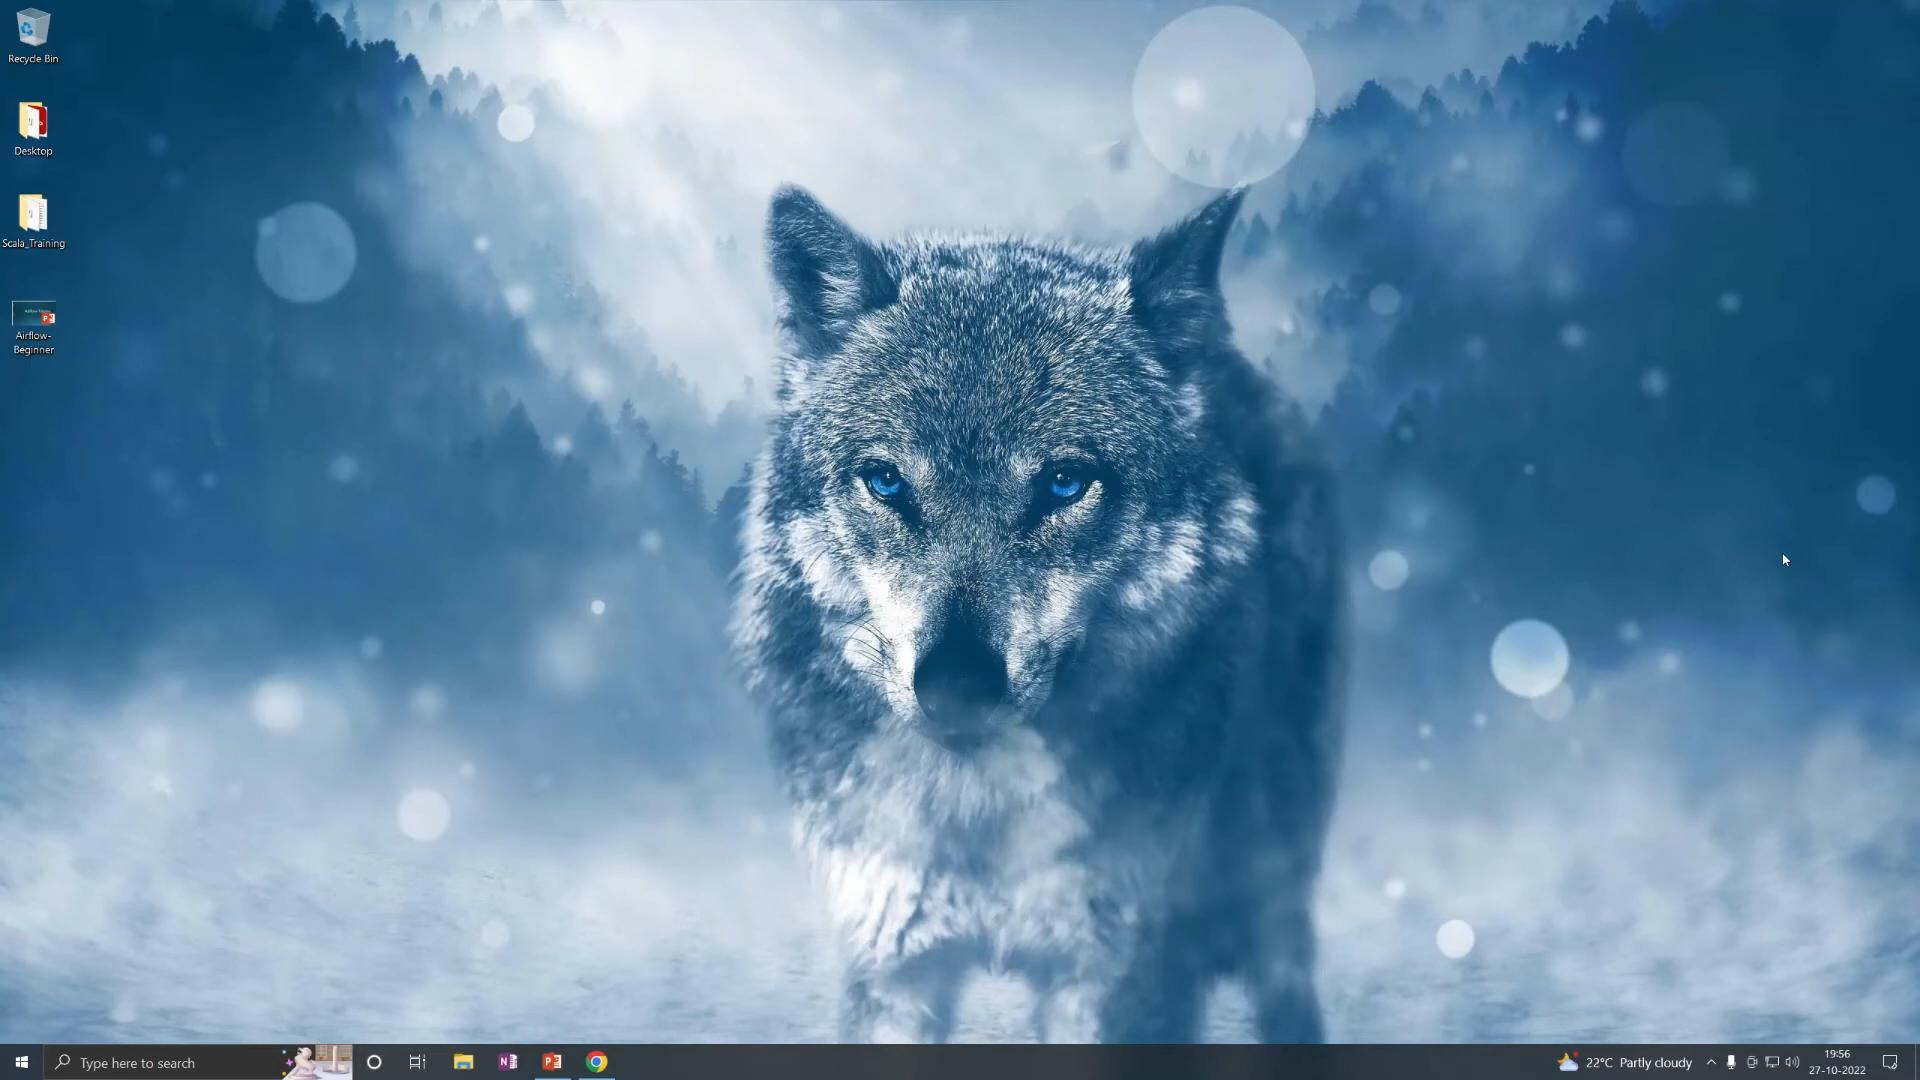 Recycle Bin
Desktop
Scala_Training
Airflow-
Beginner
Type here to search
22°C Partly cloudy
19:56
27-10-2022